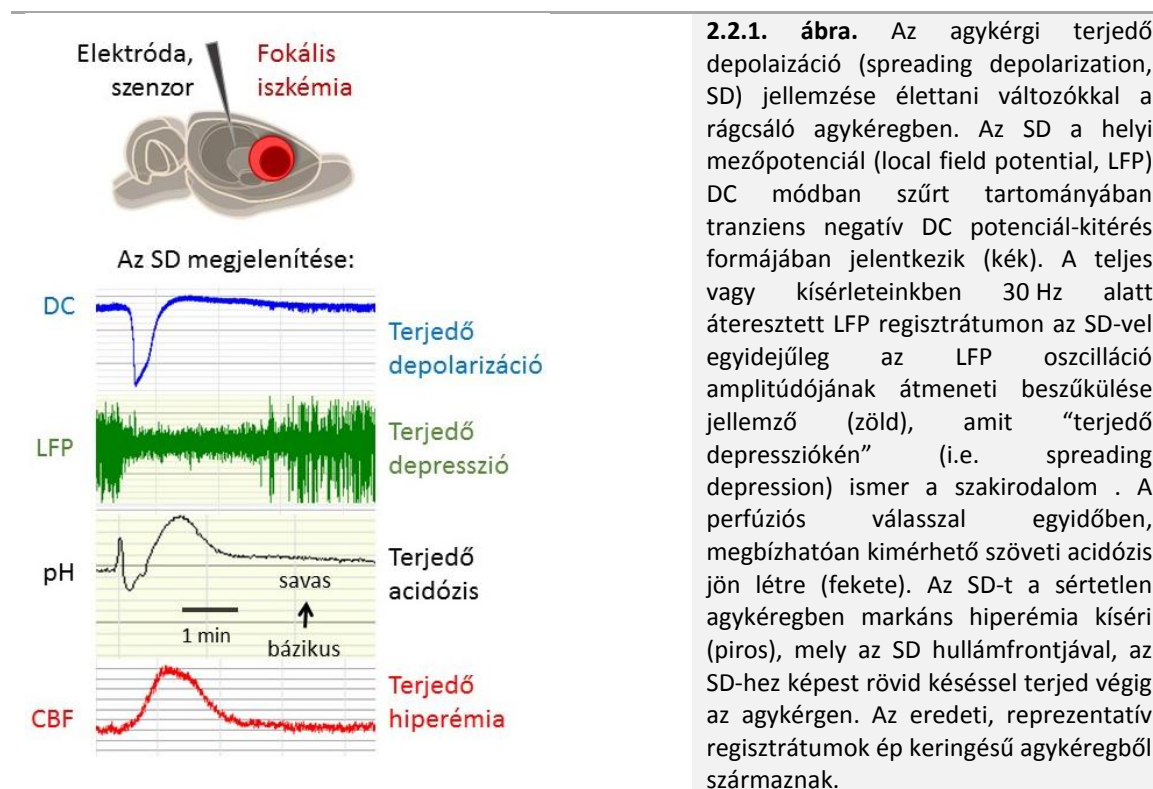 Elektróda,
szenzor
Fokális
iszkémia
Az SD megjelenítése:
DC
Terjedő
depolarizáció
LFP
Terjedő
depresszió
pH
savas
1 min
bázikus
Terjedő
acidózis
CBF
Terjedő
hiperémia
2.2.1. ábra. Az agykérgi terjedő
depolaizáció (spreading depolarization,
SD) jellemzése élettani változókkal a
rágcsáló agykéregben. Az SD a helyi
mezőpotenciál (local field potential, LFP)
DC módban szűrt tartományában
tranziens negatív DC potenciál-kitérés
formájában jelentkezik (kék). A teljes
vagy kísérleteinkben 30 Hz alatt
áteresztett LFP regisztrátumon az SD-vel
egyidejűleg az LFP oszcilláció
amplitúdójának átmeneti beszűkülése
jellemző (zöld), amit “terjedő
depressziókén” (i.e. spreading
depression) ismer a szakirodalom . A
perfúziós válasszal egyidőben,
megbízhatóan kimérhető szöveti acidózis
jön létre (fekete). Az SD-t a sértetlen
agykéregben markáns hiperémia kíséri
(piros), mely az SD hullámfrontjával, az
SD-hez képest rövid késéssel terjed végig
az agykérgen. Az eredeti, reprezentatív
regisztrátumok ép keringésű agykéregből
származnak.